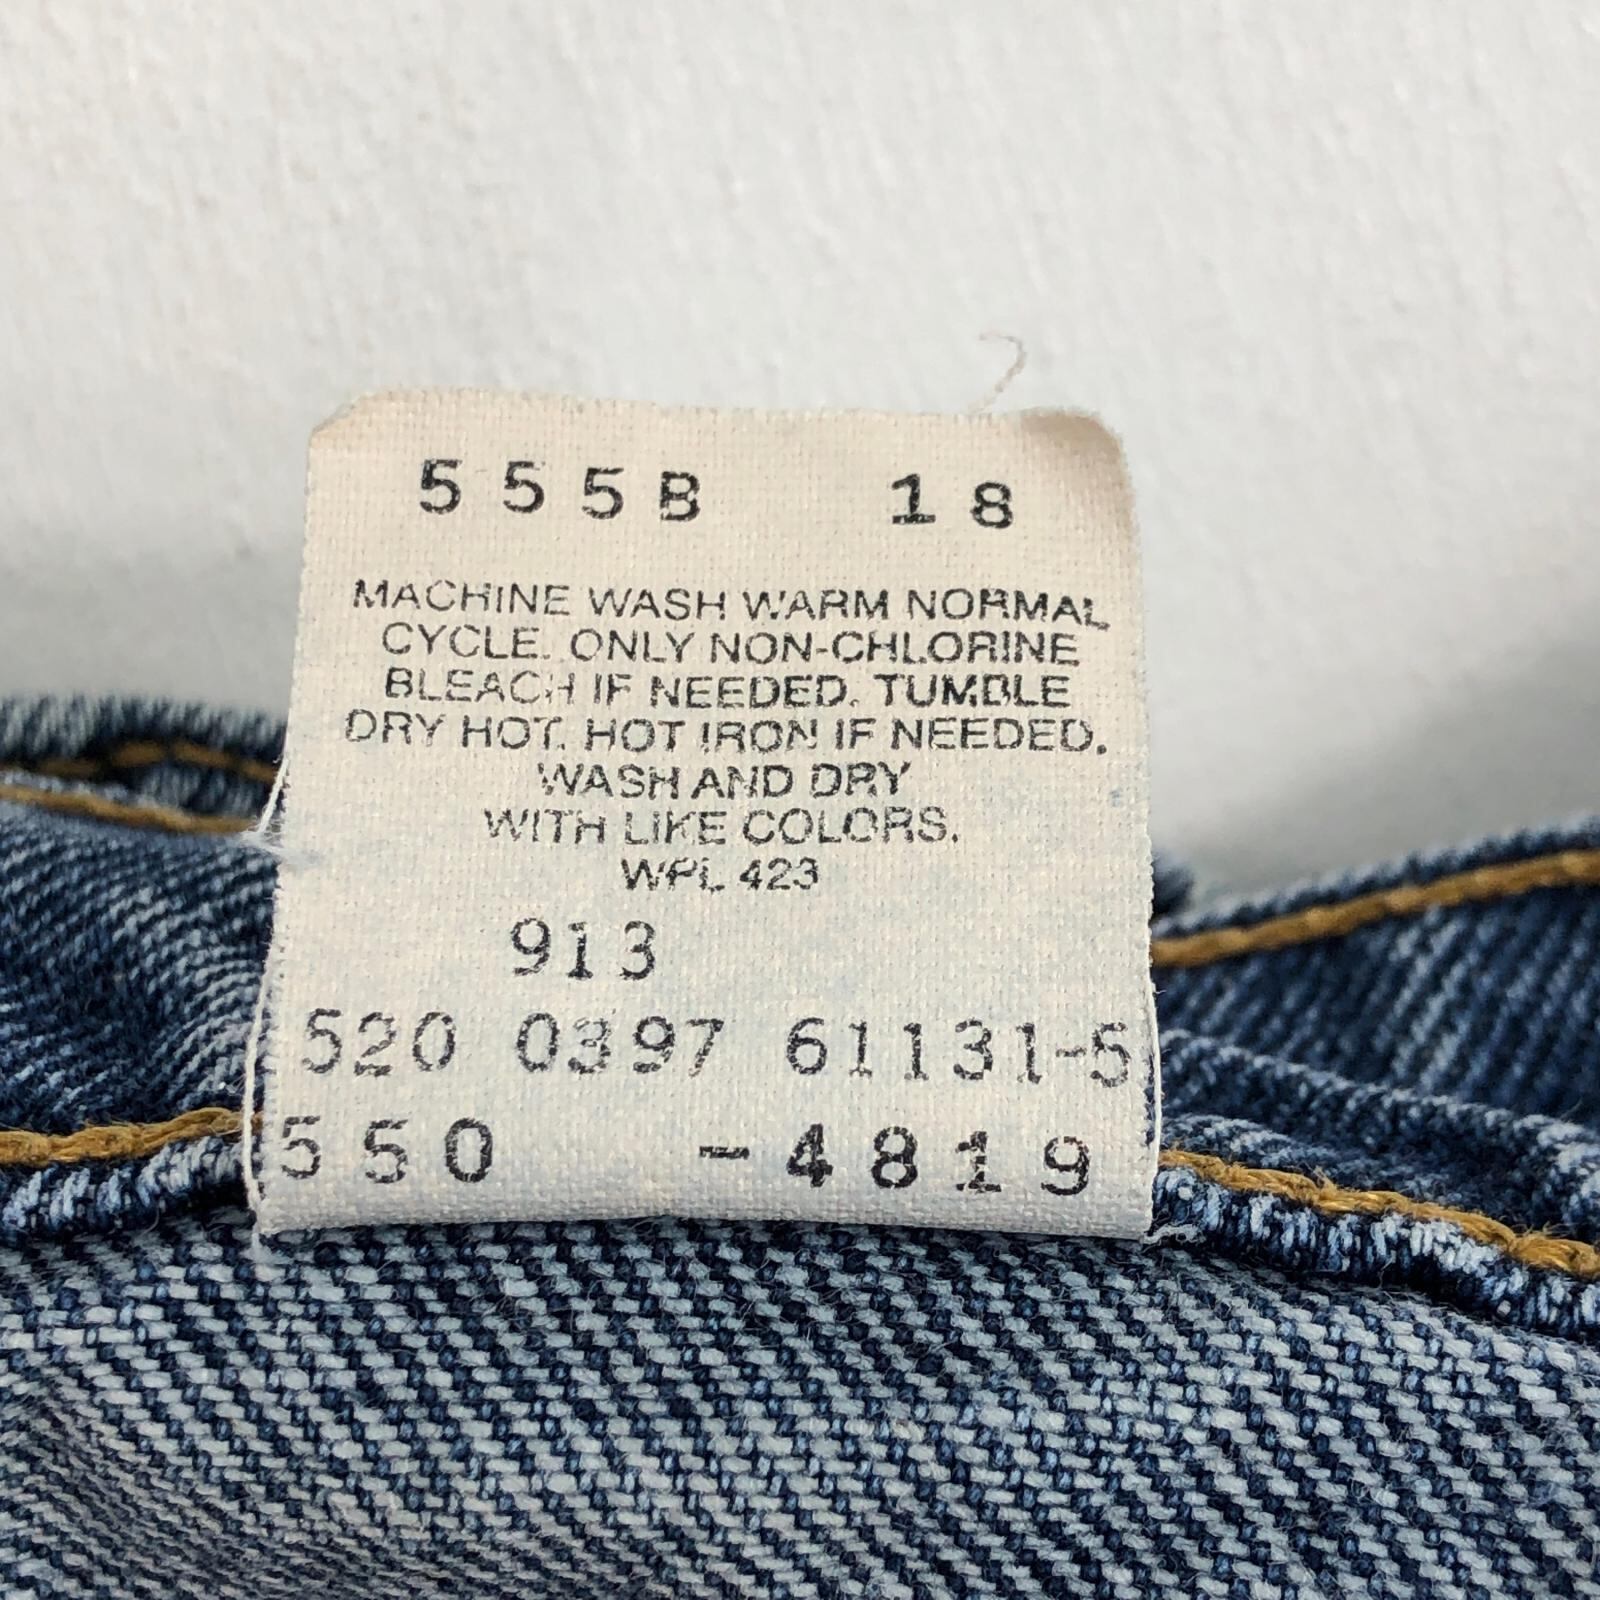 555B 18
MACHINE WASH WARM NORMAL
CYCLE. ONLY NON-CHLORINE
BLEACH IF NEEDED. TUMBLE
DRY HOT. HOT IRON IF NEEDED.
WASH AND DRY
WITH LIKE COLORS.
WPL 423
913
520 0397 61131-5
550 -4819